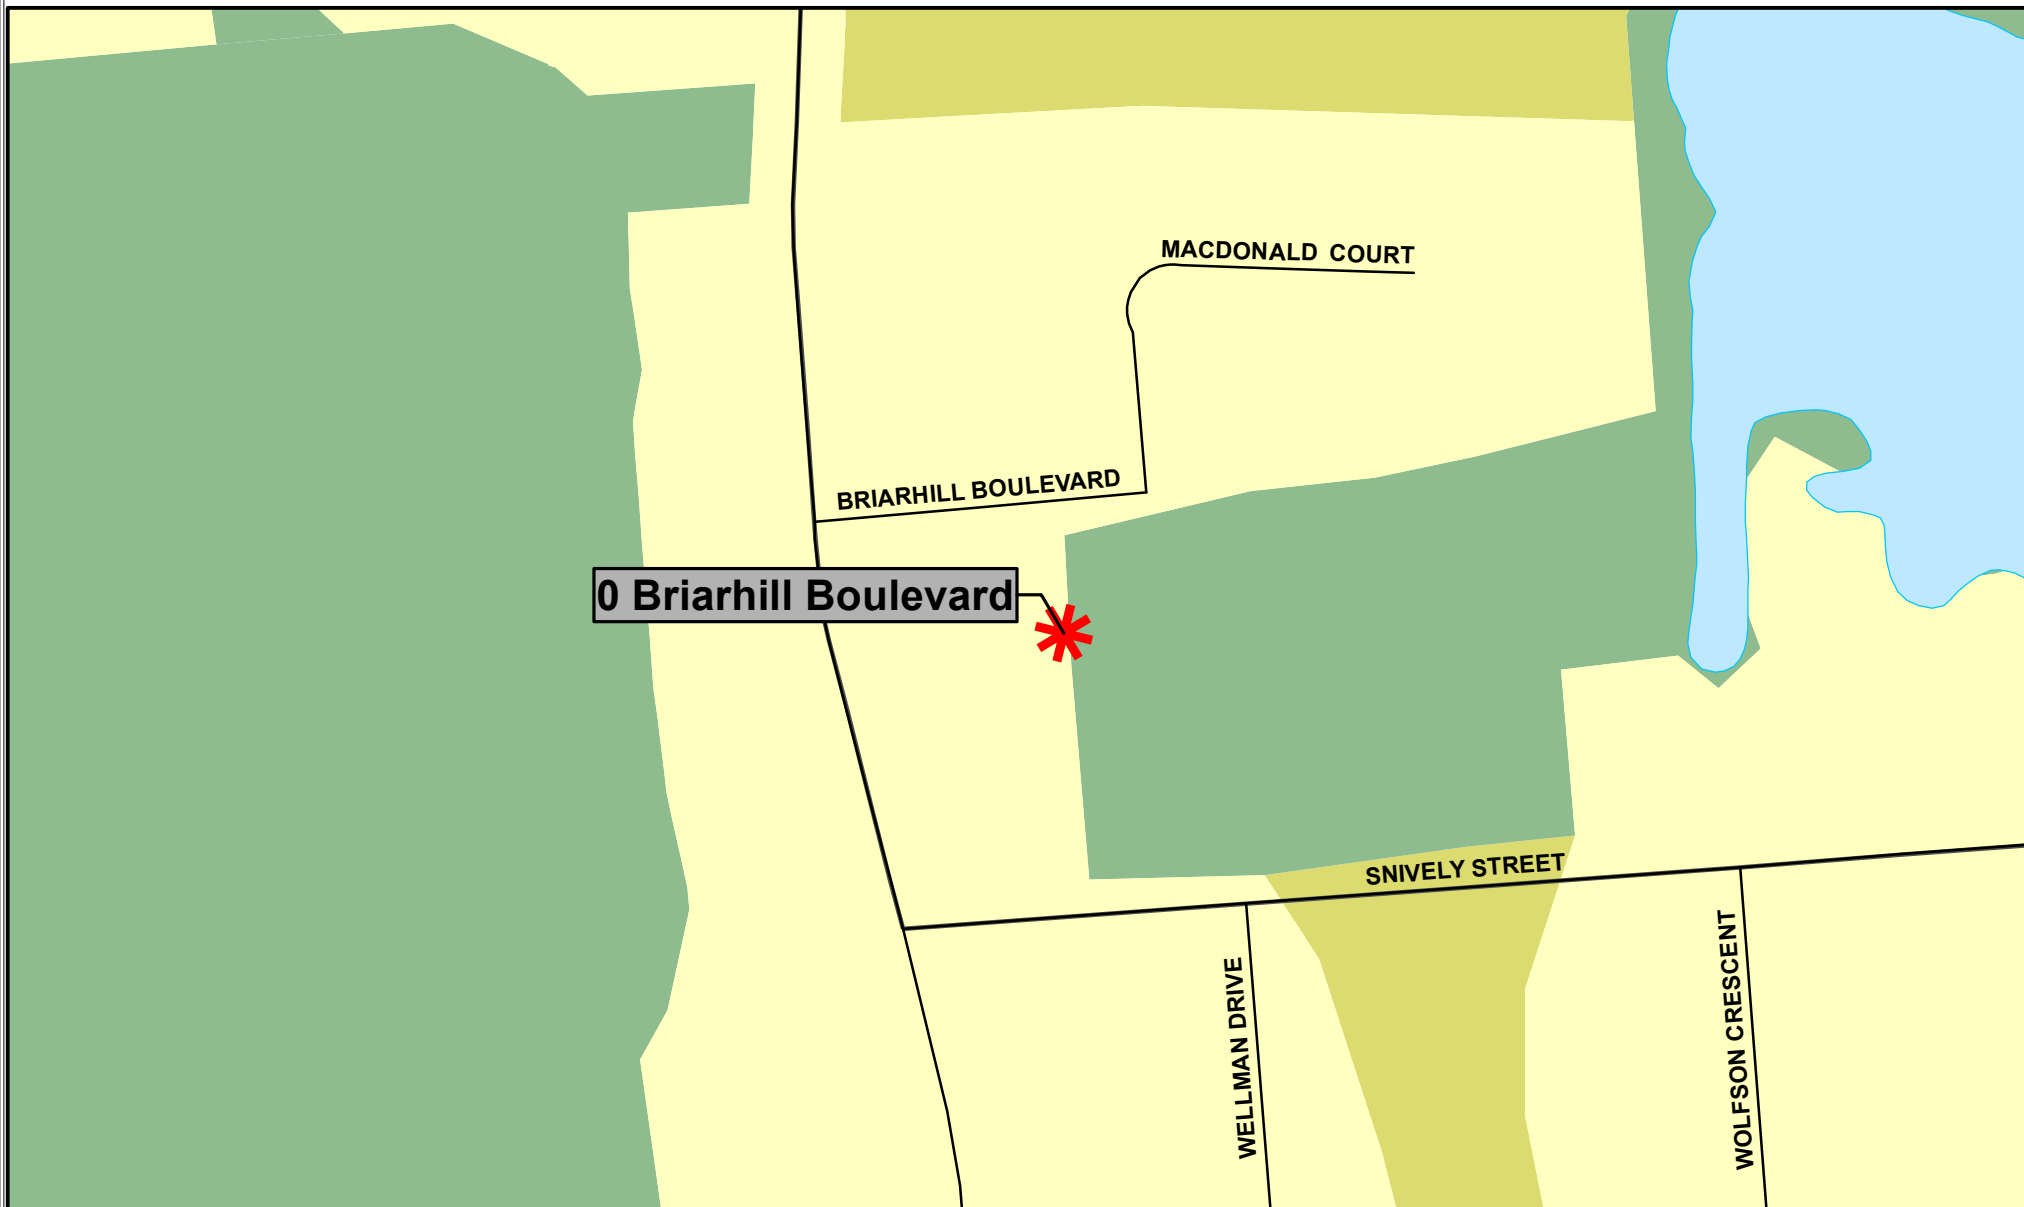 MACDONALD COURT
BRIARHILL BOULEVARD
0 Briarhill Boulevard
SNIVELY STREET
WELLMAN DRIVE
WOLFSON CRESCENT